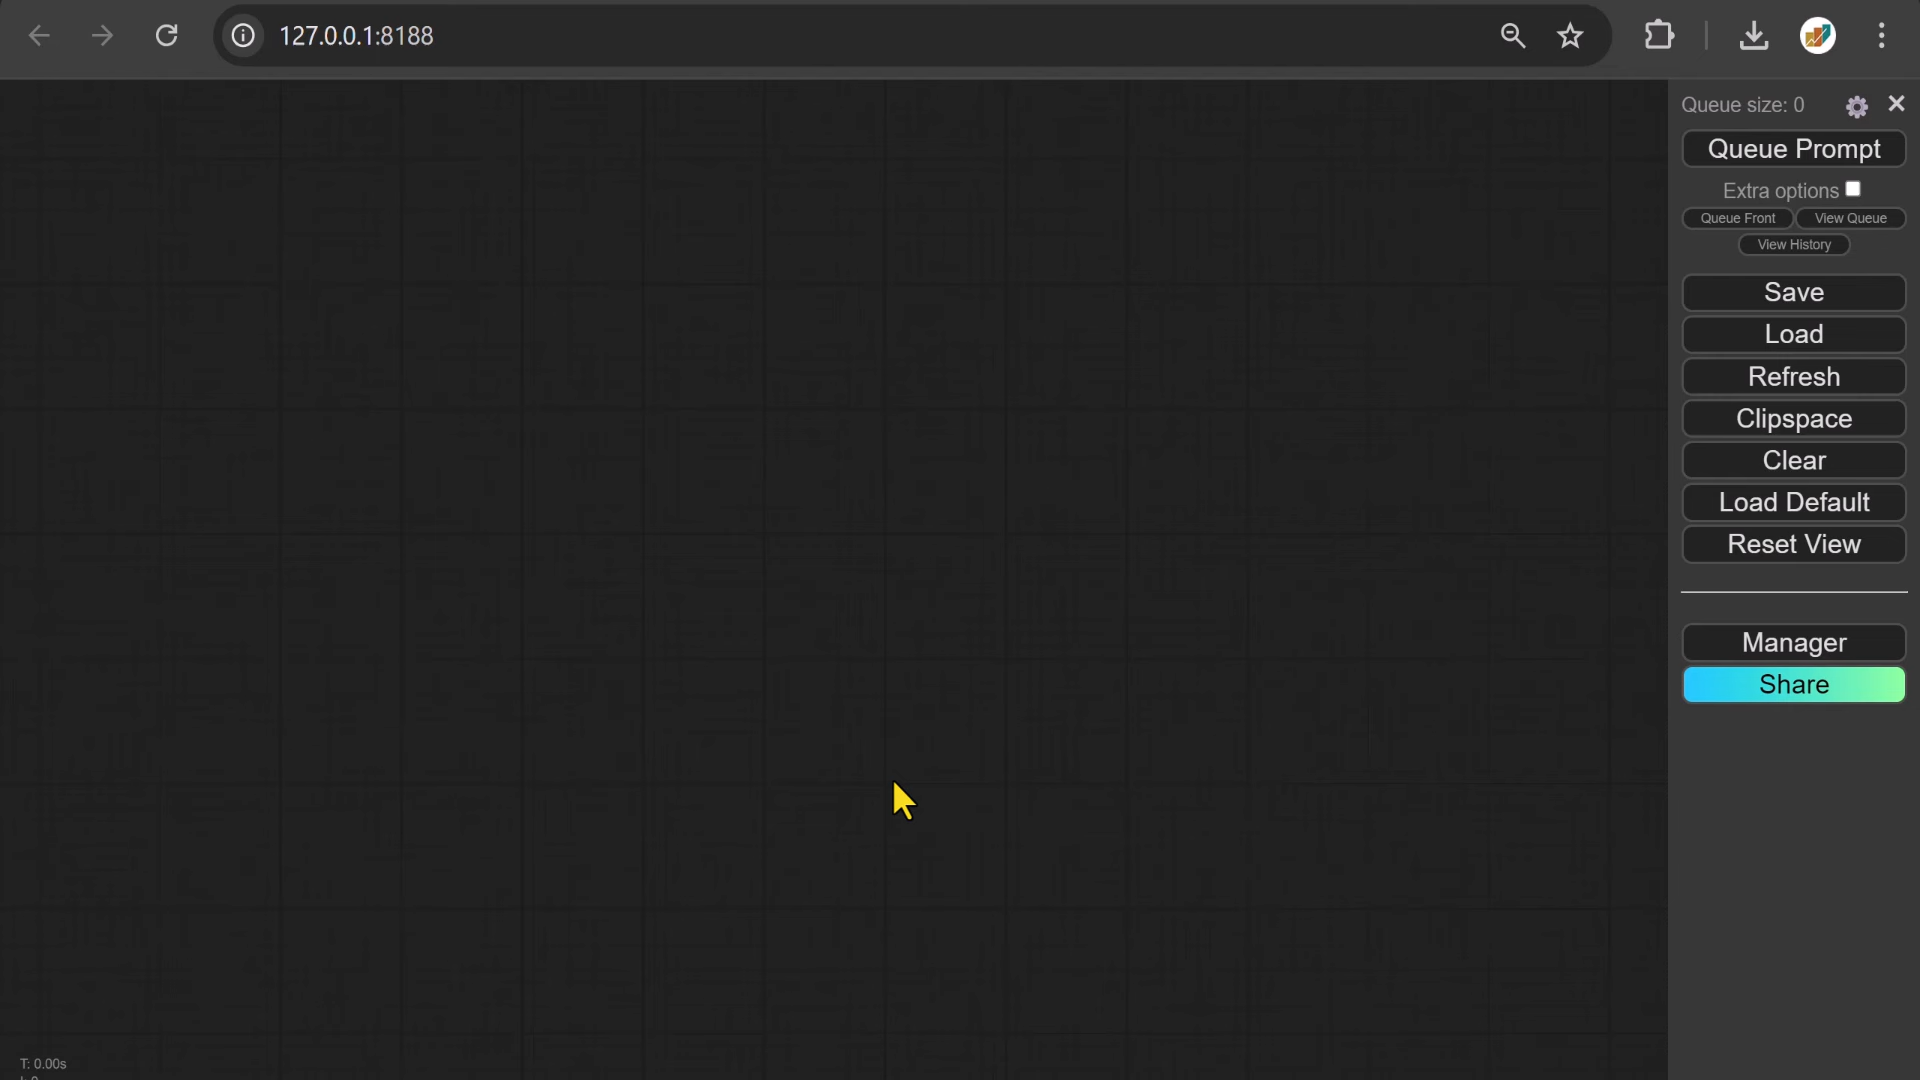 127.0.0.1:8188
Queue size: 0
Queue Prompt
Extra options
Queue Front
View Queue
View History
Save
Load
Refresh
Clipspace
Clear
Load Default
Reset View
Manager
Share
T: 0.00s